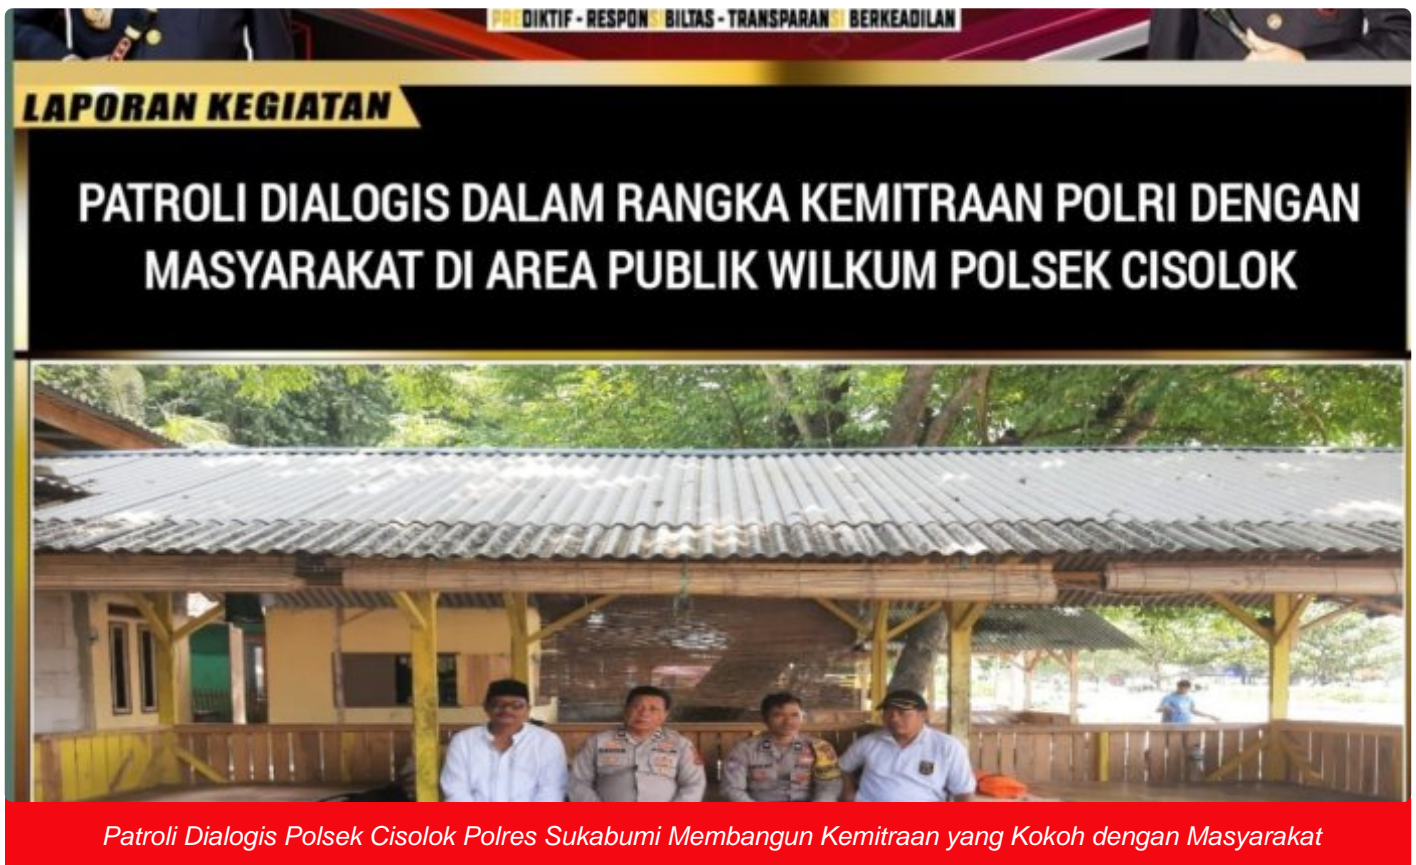 PREDIKTIF - RESPONSIBILTAS - TRANSPARANSI BERKEADILAN
LAPORAN KEGIATAN
PATROLI DIALOGIS DALAM RANGKA KEMITRAAN POLRI DENGAN
MASYARAKAT DI AREA PUBLIK WILKUM POLSEK CISOLOK
Patroli Dialogis Polsek Cisolok Polres Sukabumi Membangun Kemitraan yang Kokoh dengan Masyarakat